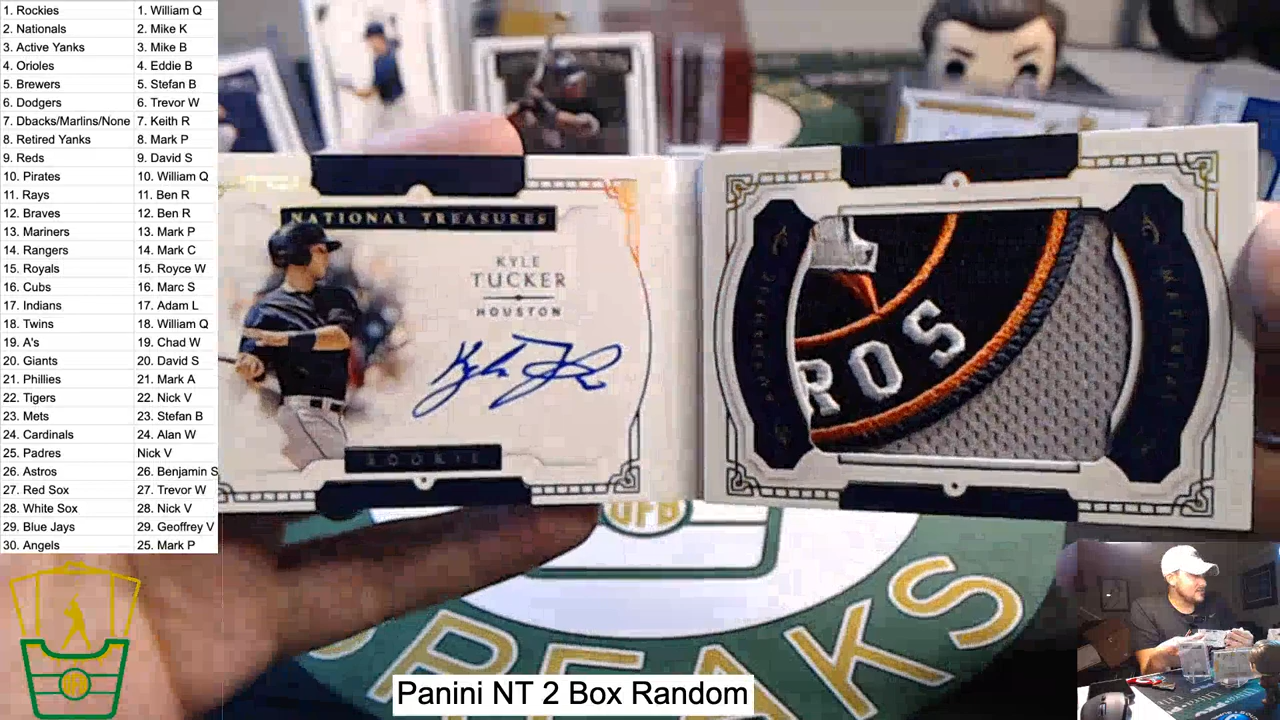 1. Rockies 1. William Q
2. Nationals 2. Mike K
3. Active Yanks 3. Mike B
4. Orioles 4. Eddie B
5. Brewers 5. Stefan B
6. Dodgers 6. Trevor W
7. Dbacks/Marlins/None 7. Keith R
8. Retired Yanks 8. Mark P
9. Reds 9. David S
10. Pirates 10. William Q
11. Rays 11. Ben R
12. Braves 12. Ben R
13. Mariners 13. Mark P
14. Rangers 14. Mark C
15. Royals 15. Royce W
16. Cubs 16. Marc S
17. Indians 17. Adam L
18. Twins 18. William Q
19. A's 19. Chad W
20. Giants 20. David S
21. Phillies 21. Mark A
22. Tigers 22. Nick V
23. Mets 23. Stefan B
24. Cardinals 24. Alan W
25. Padres Nick V
26. Astros 26. Benjamin S
27. Red Sox 27. Trevor W
28. White Sox 28. Nick V
29. Blue Jays 29. Geoffrey V
30. Angels 25. Mark P
NATIONAL TREASURES
KYLE
TUCKER
HOUSTON
ROOKIE
ROS
BREAKS
Panini NT 2 Box Random